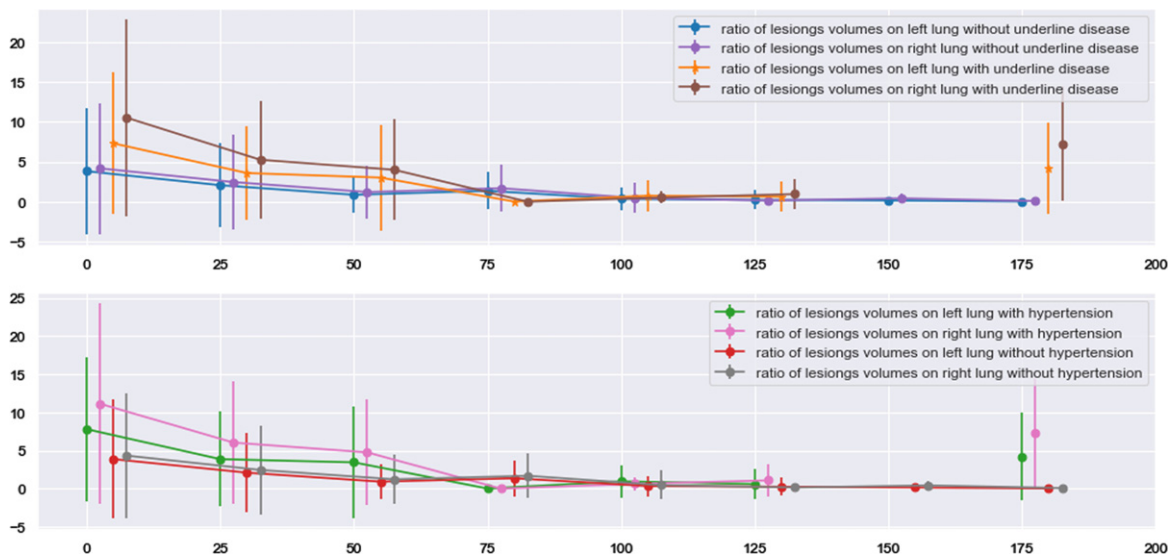 ratio of lesiongs volumes on left lung without underline disease
ratio of lesiongs volumes on right lung without underline disease
ratio of lesiongs volumes on left lung with underline disease
ratio of lesiongs volumes on right lung with underline disease
20
15
10
5
0
−5
0 25 50 75 100 125 150 175 200
ratio of lesiongs volumes on left lung with hypertension
ratio of lesiongs volumes on right lung with hypertension
ratio of lesiongs volumes on left lung without hypertension
ratio of lesiongs volumes on right lung without hypertension
25
20
15
10
5
0
−5
0 25 50 75 100 125 150 175 200